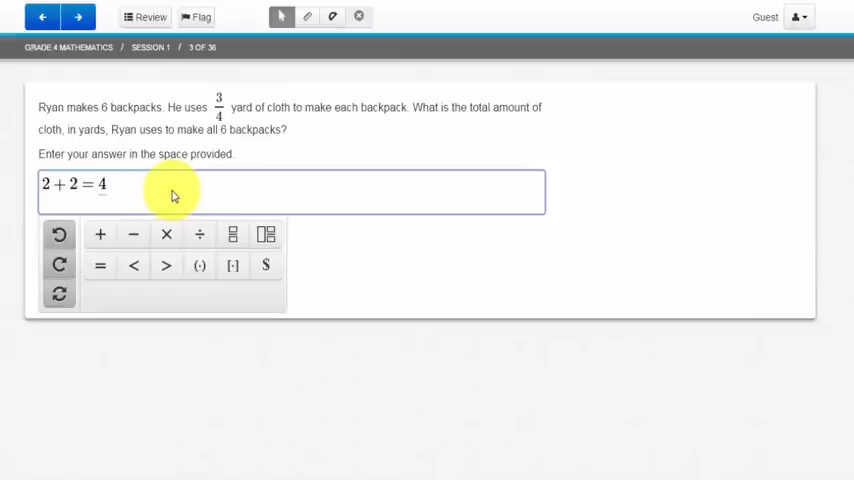 Review Flag Guest
GRADE 4 MATHEMATICS / SESSION 1 / 3 OF 36
Ryan makes 6 backpacks. He uses 3/4 yard of cloth to make each backpack. What is the total amount of
cloth, in yards, Ryan uses to make all 6 backpacks?
Enter your answer in the space provided.
2 + 2 = 4
+ − × ÷
= < > (·) [·] $